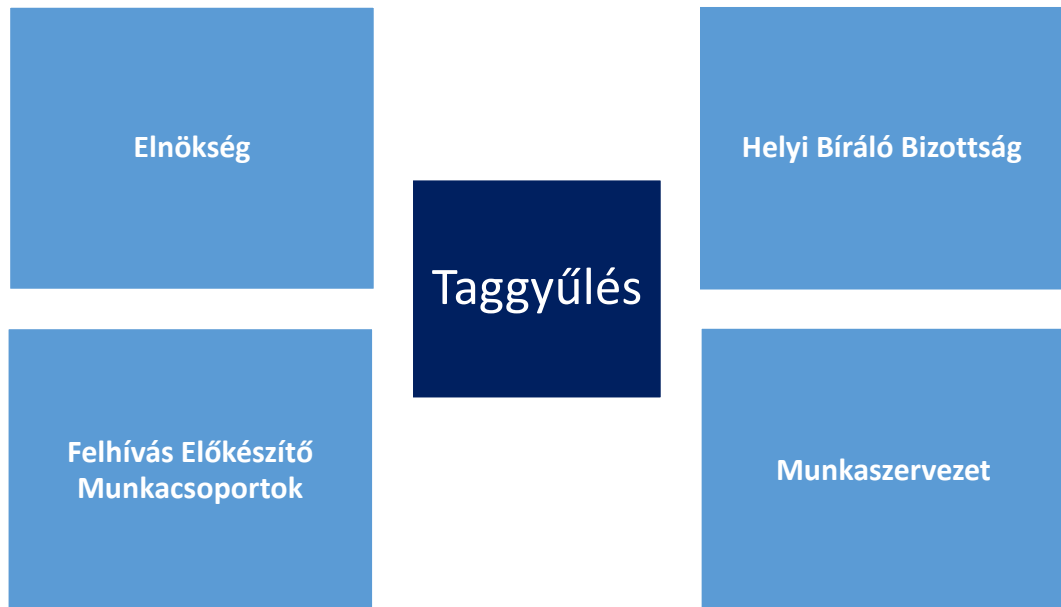 Elnökség
Helyi Bíráló Bizottság
Taggyűlés
Felhívás Előkészítő
Munkacsoportok
Munkaszervezet